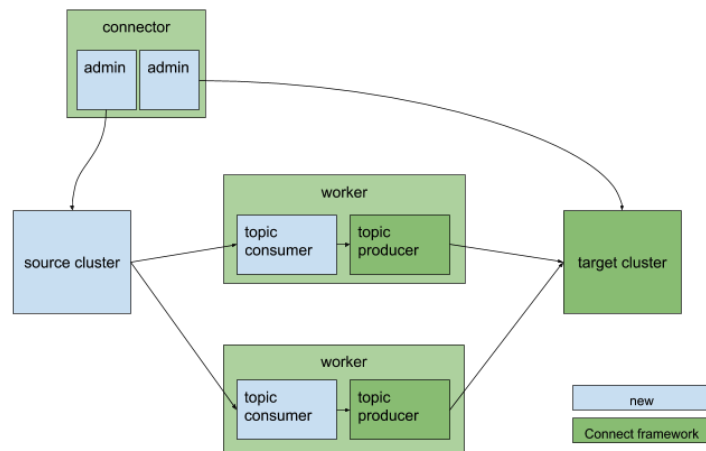 connector
admin
admin
worker
topic
consumer
topic
producer
source cluster
target cluster
worker
topic
consumer
topic
producer
new
Connect framework